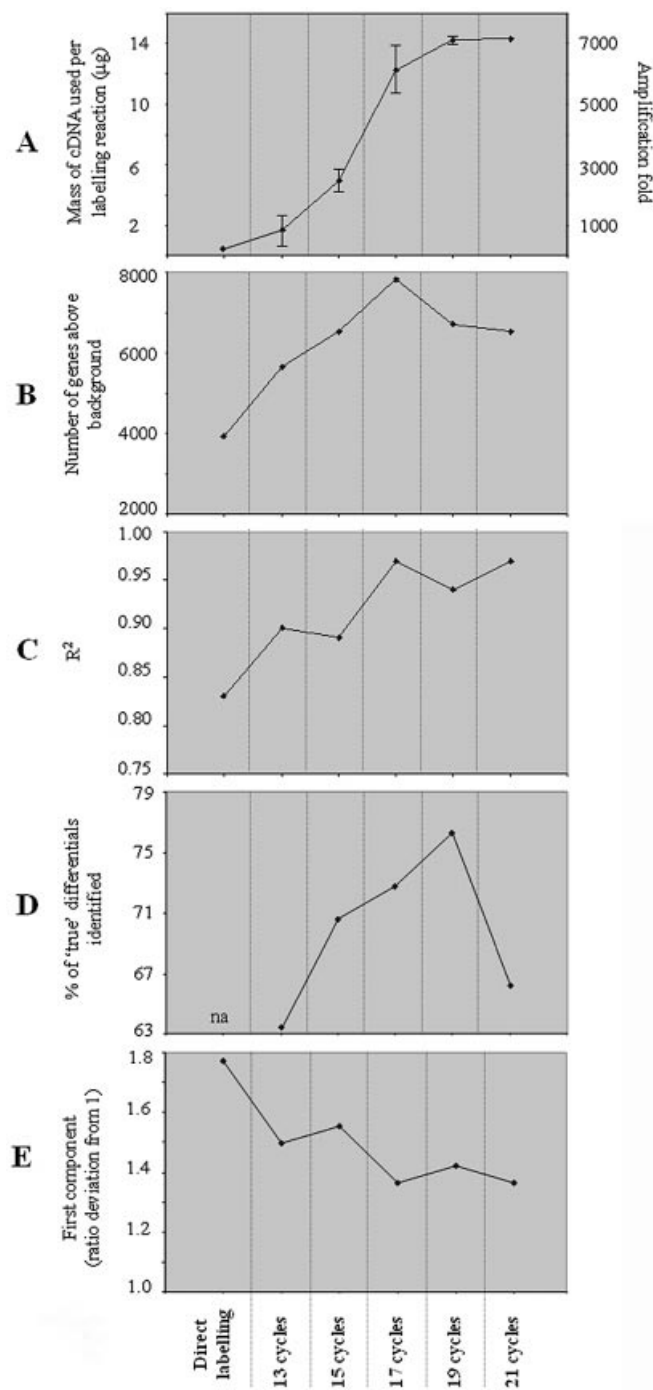 A
Mass of cDNA used per
labelling reaction (µg)
14
10
6
2
7000
5000
3000
1000
Amplification fold
B
Number of genes above
background
8000
6000
4000
2000
C
R²
1.00
0.95
0.90
0.85
0.80
0.75
D
% of 'true' differentials
identified
79
75
71
67
63
na
E
First component
(ratio deviation from 1)
1.8
1.6
1.4
1.2
1.0
Direct
labelling
13 cycles
15 cycles
17 cycles
19 cycles
21 cycles